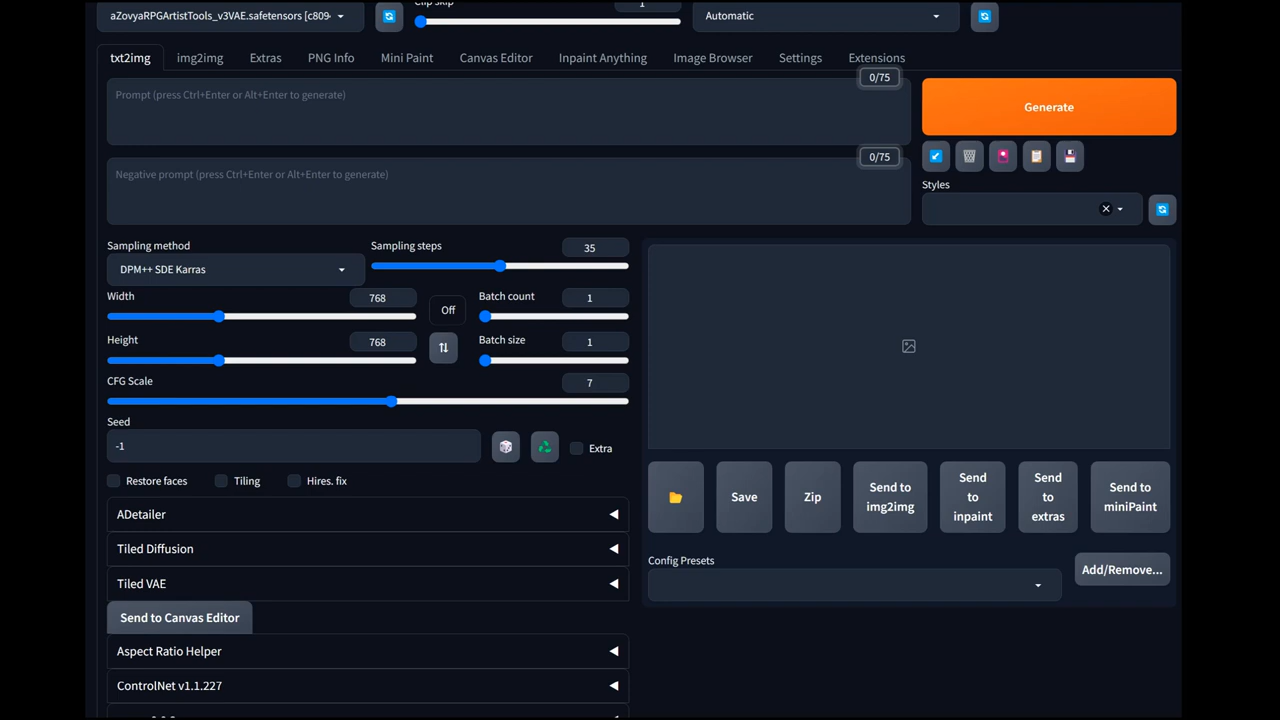 aZovyaRPGArtistTools_v3VAE.safetensors [c809
Clip skip
1
Automatic
txt2img
img2img
Extras
PNG Info
Mini Paint
Canvas Editor
Inpaint Anything
Image Browser
Settings
Extensions
0/75
Prompt (press Ctrl+Enter or Alt+Enter to generate)
Generate
0/75
Negative prompt (press Ctrl+Enter or Alt+Enter to generate)
Styles
Sampling method
Sampling steps
35
DPM++ SDE Karras
Width
768
Off
Batch count
1
Height
768
Batch size
1
CFG Scale
7
Seed
-1
Extra
Restore faces
Tiling
Hires. fix
Save
Zip
Send to
img2img
Send
to
inpaint
Send
to
extras
Send to
miniPaint
ADetailer
Tiled Diffusion
Tiled VAE
Config Presets
Add/Remove...
Send to Canvas Editor
Aspect Ratio Helper
ControlNet v1.1.227